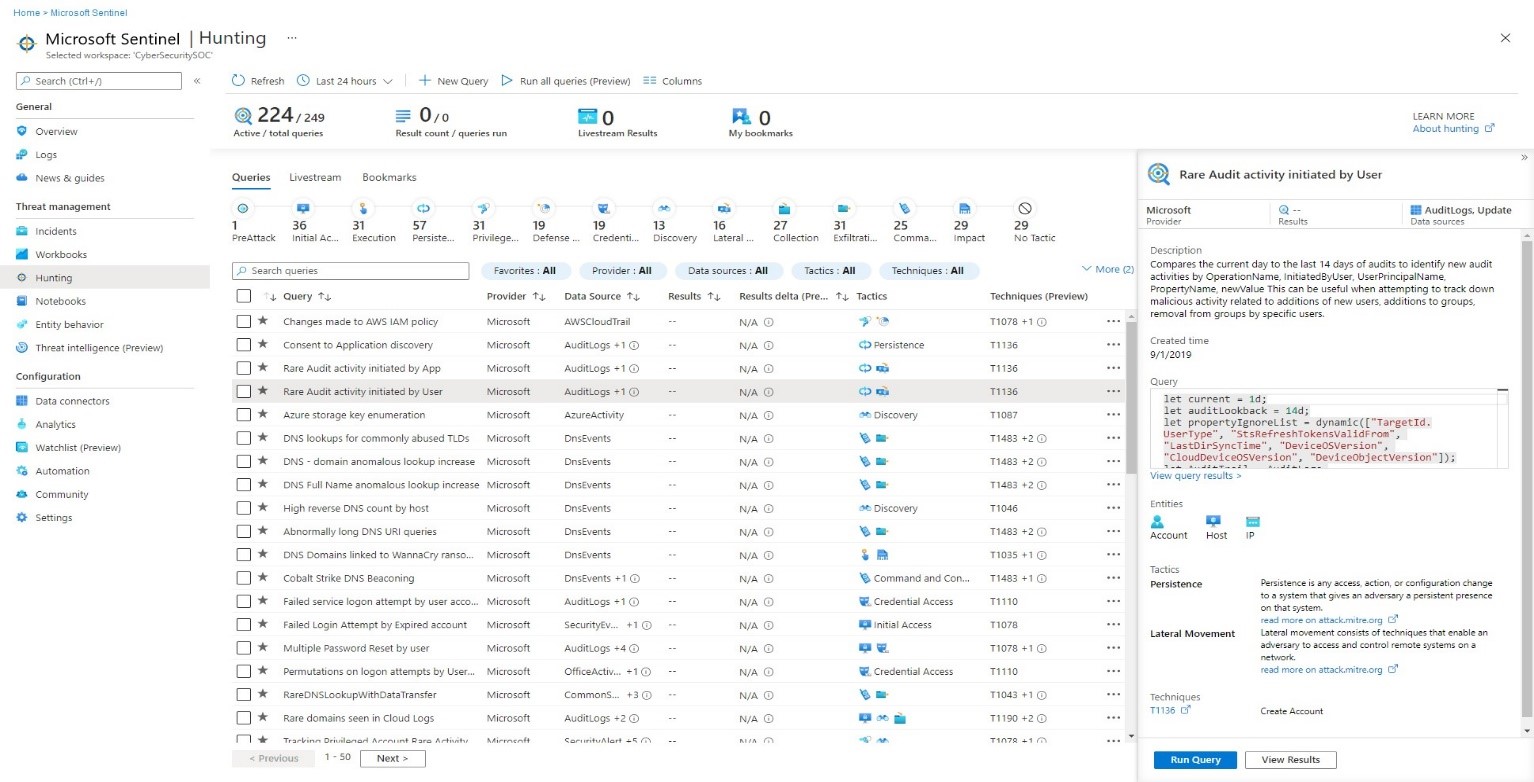 Home > Microsoft Sentinel
Microsoft Sentinel | Hunting ...
Selected workspace: 'CyberSecuritySOC'
Search (Ctrl+/)
«
General
Overview
Logs
News & guides
Threat management
Incidents
Workbooks
Hunting
Notebooks
Entity behavior
Threat intelligence (Preview)
Configuration
Data connectors
Analytics
Watchlist (Preview)
Automation
Community
Settings
Refresh Last 24 hours New Query Run all queries (Preview) Columns
224 / 249
Active / total queries
0 / 0
Result count / queries run
0
Livestream Results
0
My bookmarks
LEARN MORE
About hunting
Queries Livestream Bookmarks
1 36 31 57 31 19 19 13 16 27 31 25 29 29
PreAttack Initial Ac... Execution Persiste... Privilege... Defense ... Credenti... Discovery Lateral ... Collection Exfiltrati... Comma... Impact No Tactic
Search queries Favorites : All Provider : All Data sources : All Tactics : All Techniques : All More (2)
Query Provider Data Source Results Results delta (Pre... Tactics Techniques (Preview)
Changes made to AWS IAM policy Microsoft AWSCloudTrail -- N/A T1078 +1 ...
Consent to Application discovery Microsoft AuditLogs +1 -- N/A Persistence T1136 ...
Rare Audit activity initiated by App Microsoft AuditLogs +1 -- N/A T1136 ...
Rare Audit activity initiated by User Microsoft AuditLogs +1 -- N/A T1136 ...
Azure storage key enumeration Microsoft AzureActivity -- N/A Discovery T1087 ...
DNS lookups for commonly abused TLDs Microsoft DnsEvents -- N/A T1483 +2 ...
DNS - domain anomalous lookup increase Microsoft DnsEvents -- N/A T1483 +2 ...
DNS Full Name anomalous lookup increase Microsoft DnsEvents -- N/A T1483 +2 ...
High reverse DNS count by host Microsoft DnsEvents -- N/A Discovery T1046 ...
Abnormally long DNS URI queries Microsoft DnsEvents -- N/A T1483 +2 ...
DNS Domains linked to WannaCry ranso... Microsoft DnsEvents -- N/A T1035 +1 ...
Cobalt Strike DNS Beaconing Microsoft DnsEvents +1 -- N/A Command and Con... T1483 +1 ...
Failed service logon attempt by user acco... Microsoft AuditLogs +1 -- N/A Credential Access T1110 ...
Failed Login Attempt by Expired account Microsoft SecurityEv... +1 -- N/A Initial Access T1078 ...
Multiple Password Reset by user Microsoft AuditLogs +4 -- N/A T1078 +1 ...
Permutations on logon attempts by User... Microsoft OfficeActiv... +1 -- N/A Credential Access T1110 ...
RareDNSLookupWithDataTransfer Microsoft CommonS... +3 -- N/A T1043 +1 ...
Rare domains seen in Cloud Logs Microsoft AuditLogs +2 -- N/A T1190 +2 ...
Tracking Privileged Account Rare Activity Microsoft SecurityAlert +5 -- N/A T1078 +1 ...
< Previous 1 - 50 Next >
»
Rare Audit activity initiated by User
Microsoft
Provider
--
Results
AuditLogs, Update
Data sources
Description
Compares the current day to the last 14 days of audits to identify new audit
activities by OperationName, InitiatedByUser, UserPrincipalName,
PropertyName, newValue This can be useful when attempting to track down
malicious activity related to additions of new users, additions to groups,
removal from groups by specific users.
Created time
9/1/2019
Query
let current = 1d;
let auditLookback = 14d;
let propertyIgnoreList = dynamic(["TargetId.
UserType", "StsRefreshTokensValidFrom",
"LastDirSyncTime", "DeviceOSVersion",
"CloudDeviceOSVersion", "DeviceObjectVersion"]);
let AuditTrail = AuditLogs
View query results >
Entities
Account Host IP
Tactics
Persistence
Persistence is any access, action, or configuration change
to a system that gives an adversary a persistent presence
on that system.
read more on attack.mitre.org
Lateral Movement
Lateral movement consists of techniques that enable an
adversary to access and control remote systems on a
network.
read more on attack.mitre.org
Techniques
T1136 Create Account
Run Query View Results